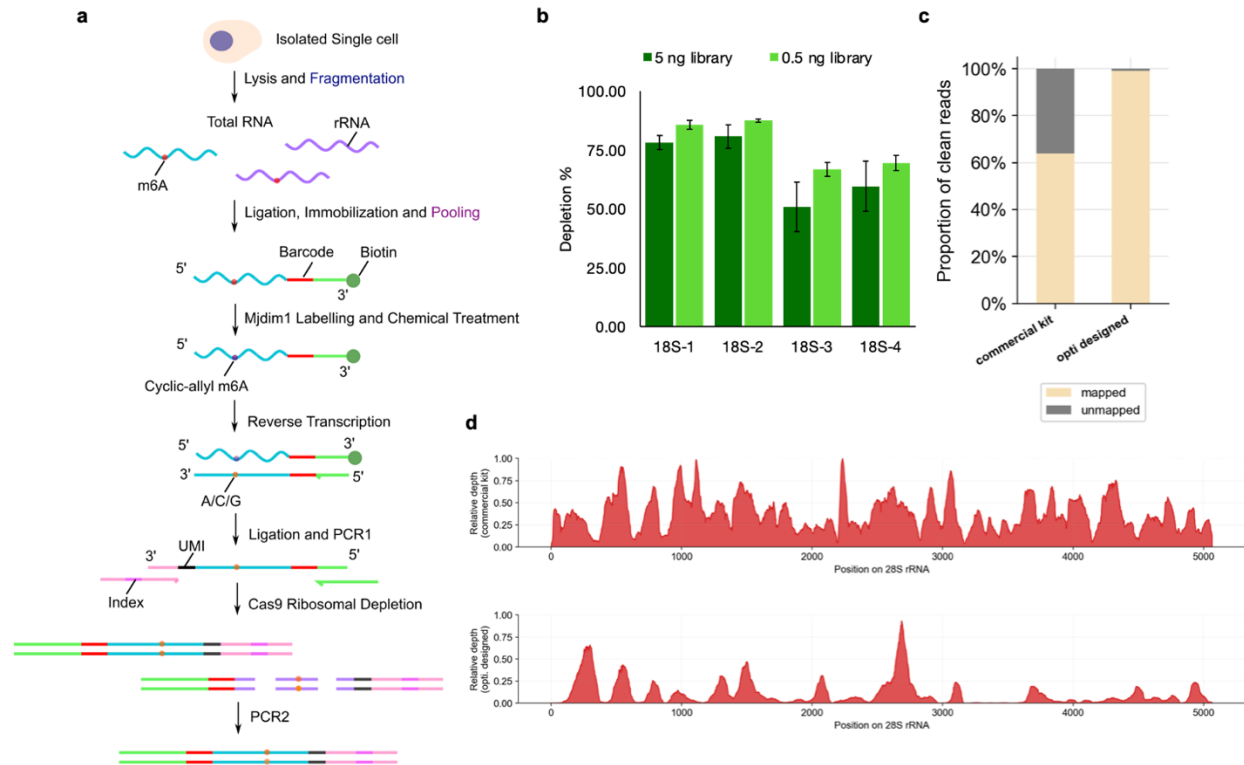 a
Isolated Single cell
Lysis and Fragmentation
Total RNA
rRNA
m6A
Ligation, Immobilization and Pooling
5'
Barcode
Biotin
3'
Mjdim1 Labelling and Chemical Treatment
5'
3'
Cyclic-allyl m6A
Reverse Transcription
5'
3'
3'
5'
A/C/G
Ligation and PCR1
3'
UMI
5'
Index
Cas9 Ribosomal Depletion
PCR2
b
5 ng library
0.5 ng library
100.00
75.00
50.00
25.00
0.00
Depletion %
18S-1
18S-2
18S-3
18S-4
c
100%
80%
60%
40%
20%
0%
Proportion of clean reads
commercial kit
opti designed
mapped
unmapped
d
1.00
0.75
0.50
0.25
0.00
Relative depth
(commercial kit)
0
1000
2000
3000
4000
5000
Position on 28S rRNA
1.00
0.75
0.50
0.25
0.00
Relative depth
(opti. designed)
0
1000
2000
3000
4000
5000
Position on 28S rRNA